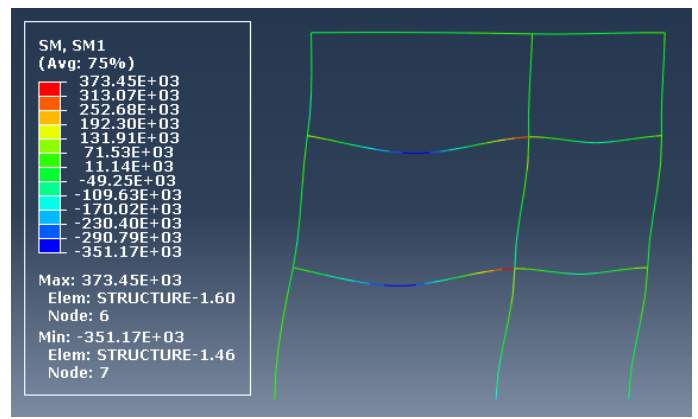 SM, SM1
(Avg: 75%)
373.45E+03
313.07E+03
252.68E+03
192.30E+03
131.91E+03
71.53E+03
11.14E+03
-49.25E+03
-109.63E+03
-170.02E+03
-230.40E+03
-290.79E+03
-351.17E+03
Max: 373.45E+03
Elem: STRUCTURE-1.60
Node: 6
Min: -351.17E+03
Elem: STRUCTURE-1.46
Node: 7